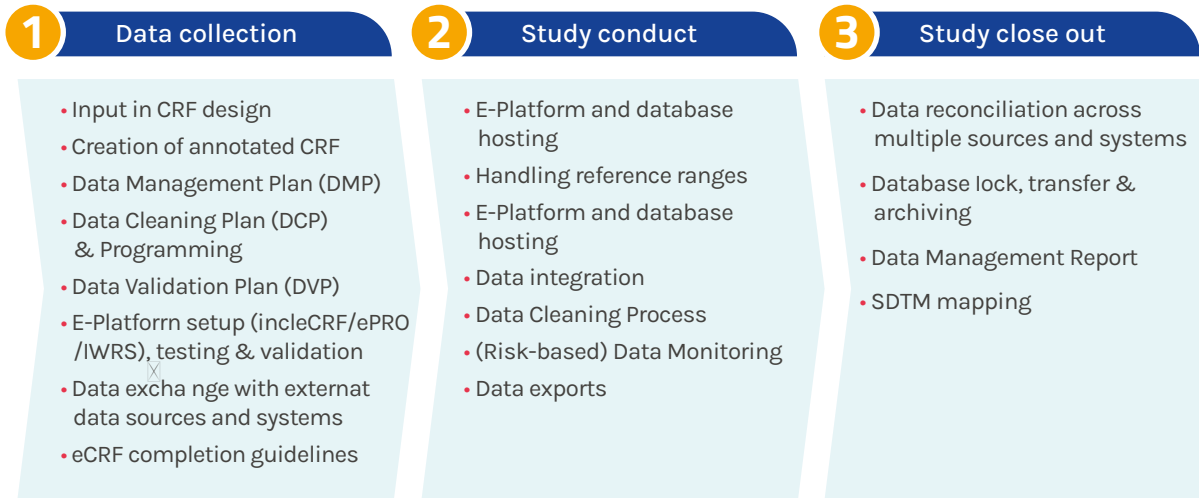 1 Data collection
• Input in CRF design
• Creation of annotated CRF
• Data Management Plan (DMP)
• Data Cleaning Plan (DCP)
& Programming
• Data Validation Plan (DVP)
• E-Platforrn setup (incleCRF/ePRO
/IWRS), testing & validation
• Data excha nge with externat
data sources and systems
• eCRF completion guidelines
2 Study conduct
• E-Platform and database
hosting
• Handling reference ranges
• E-Platform and database
hosting
• Data integration
• Data Cleaning Process
• (Risk-based) Data Monitoring
• Data exports
3 Study close out
• Data reconciliation across
multiple sources and systems
• Database lock, transfer &
archiving
• Data Management Report
• SDTM mapping